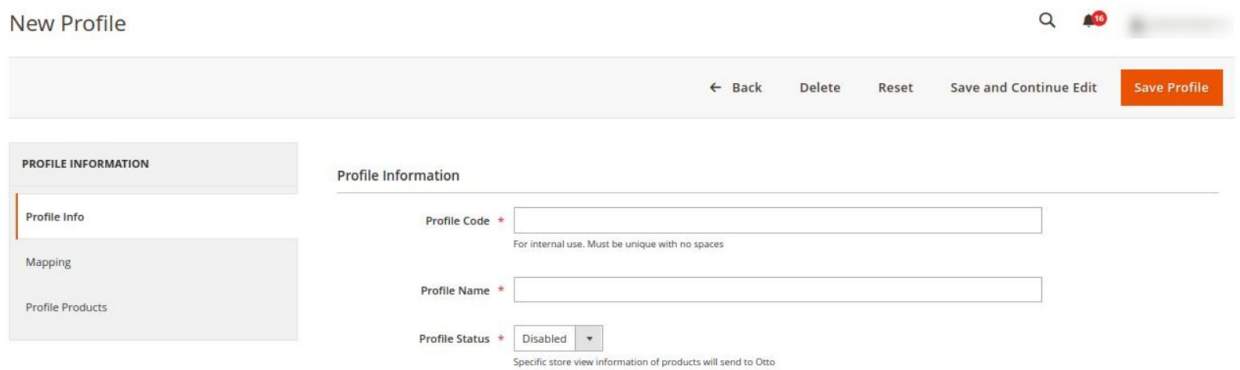 New Profile
16
← Back Delete Reset Save and Continue Edit Save Profile
PROFILE INFORMATION
Profile Info
Mapping
Profile Products
Profile Information
Profile Code *
For internal use. Must be unique with no spaces
Profile Name *
Profile Status * Disabled
Specific store view information of products will send to Otto